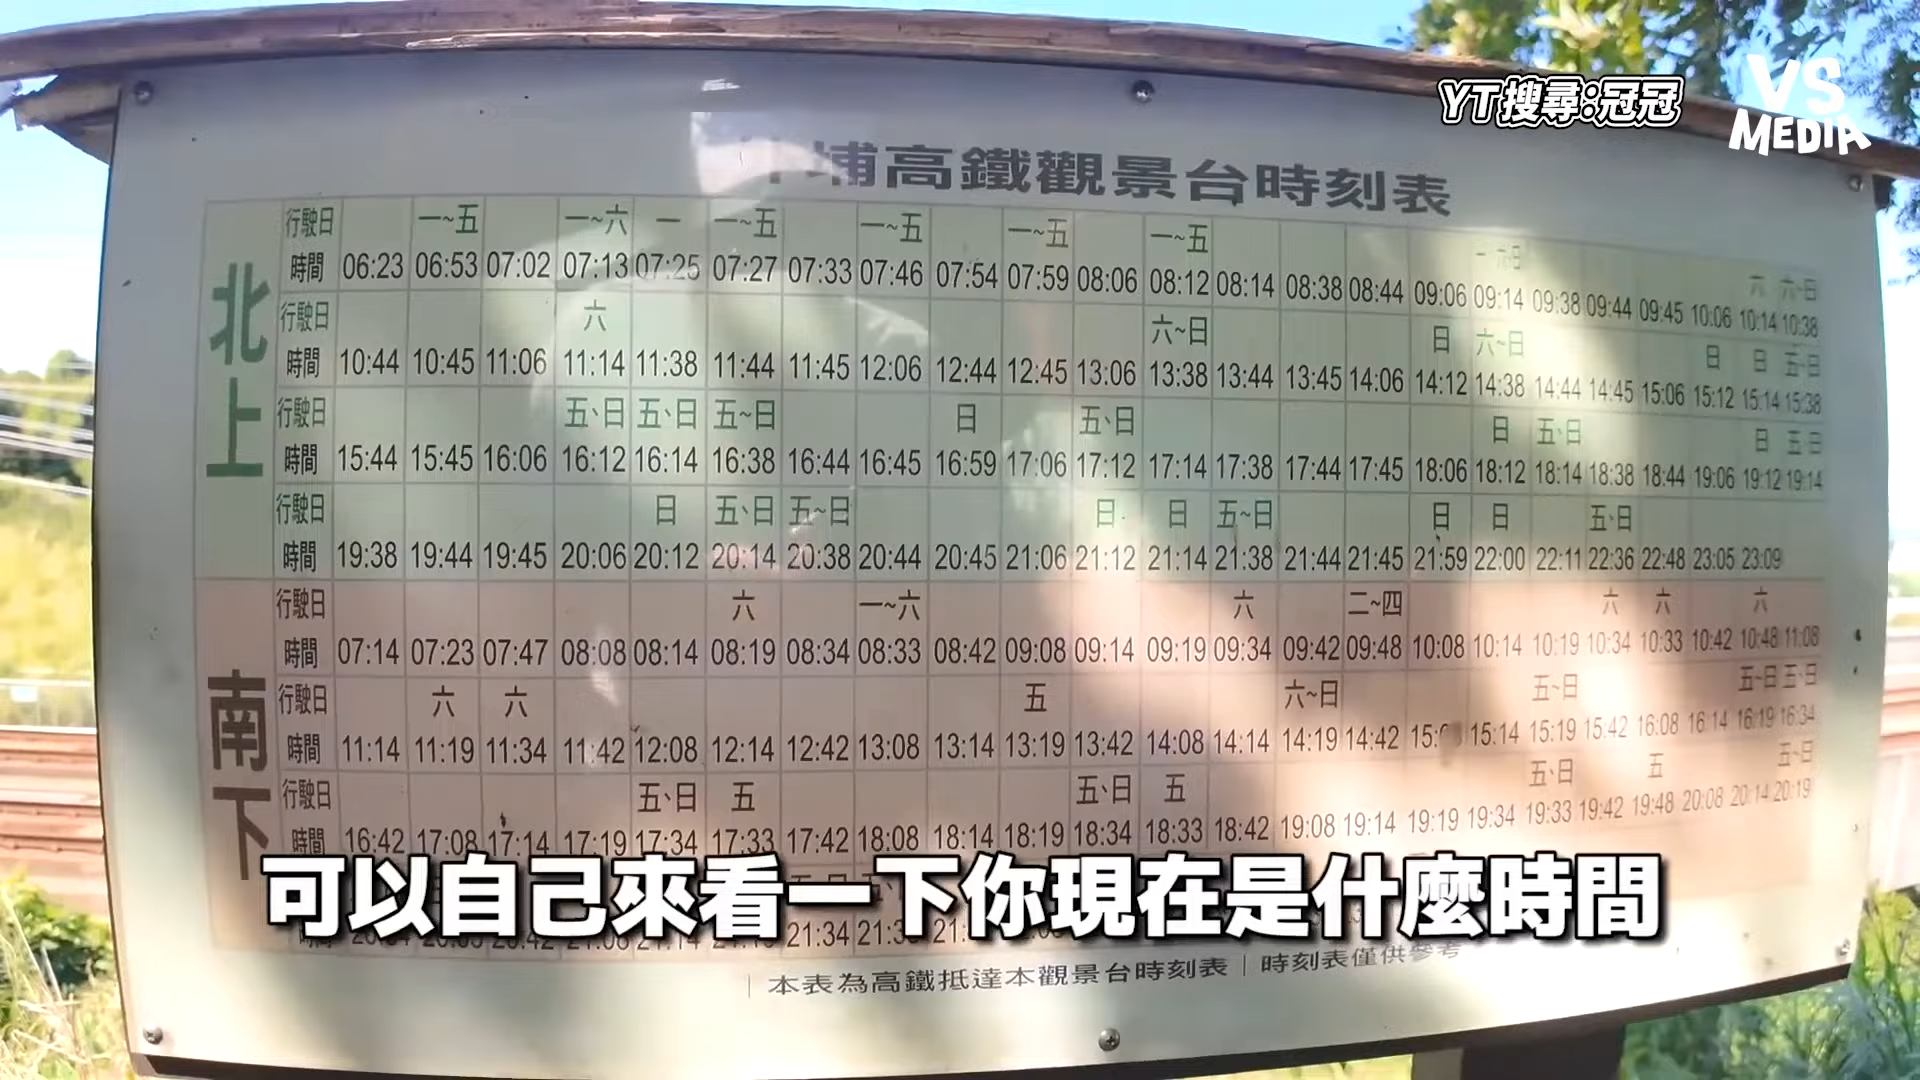 YT搜尋:冠冠
VS MEDIA
埔高鐵觀景台時刻表
北上
行駛日 一~五 一~六 一 一~五 一~五 一~五 一~五 六 六~日
時間 06:23 06:53 07:02 07:13 07:25 07:27 07:33 07:46 07:54 07:59 08:06 08:12 08:14 08:38 08:44 09:06 09:14 09:38 09:44 09:45 10:06 10:14 10:38
行駛日 六 六~日 日 六~日 日 日 五、日
時間 10:44 10:45 11:06 11:14 11:38 11:44 11:45 12:06 12:44 12:45 13:06 13:38 13:44 13:45 14:06 14:12 14:38 14:44 14:45 15:06 15:12 15:14 15:38
行駛日 五、日 五、日 五~日 日 五、日 日 五、日 日 五、日
時間 15:44 15:45 16:06 16:12 16:14 16:38 16:44 16:45 16:59 17:06 17:12 17:14 17:38 17:44 17:45 18:06 18:12 18:14 18:38 18:44 19:06 19:12 19:14
行駛日 日 五、日 五~日 日 日 五~日 日 日 五、日
時間 19:38 19:44 19:45 20:06 20:12 20:14 20:38 20:44 20:45 21:06 21:12 21:14 21:38 21:44 21:45 21:59 22:00 22:11 22:36 22:48 23:05 23:09
南下
行駛日 六 一~六 六 二~四 六 六 六
時間 07:14 07:23 07:47 08:08 08:14 08:19 08:34 08:33 08:42 09:08 09:14 09:19 09:34 09:42 09:48 10:08 10:14 10:19 10:34 10:33 10:42 10:48 11:08
行駛日 六 六 五 六~日 五~日 五~日 五、日
時間 11:14 11:19 11:34 11:42 12:08 12:14 12:42 13:08 13:14 13:19 13:42 14:08 14:14 14:19 14:42 15:14 15:19 15:42 16:08 16:14 16:19 16:34
行駛日 五、日 五 五、日 五 五、日 五 五~日
時間 16:42 17:08 17:14 17:19 17:34 17:33 17:42 18:08 18:14 18:19 18:34 18:33 18:42 19:08 19:14 19:19 19:34 19:33 19:42 19:48 20:08 20:14 20:19
可以自己來看一下你現在是什麼時間
時間 21:34
本表為高鐵抵達本觀景台時刻表｜時刻表僅供參考